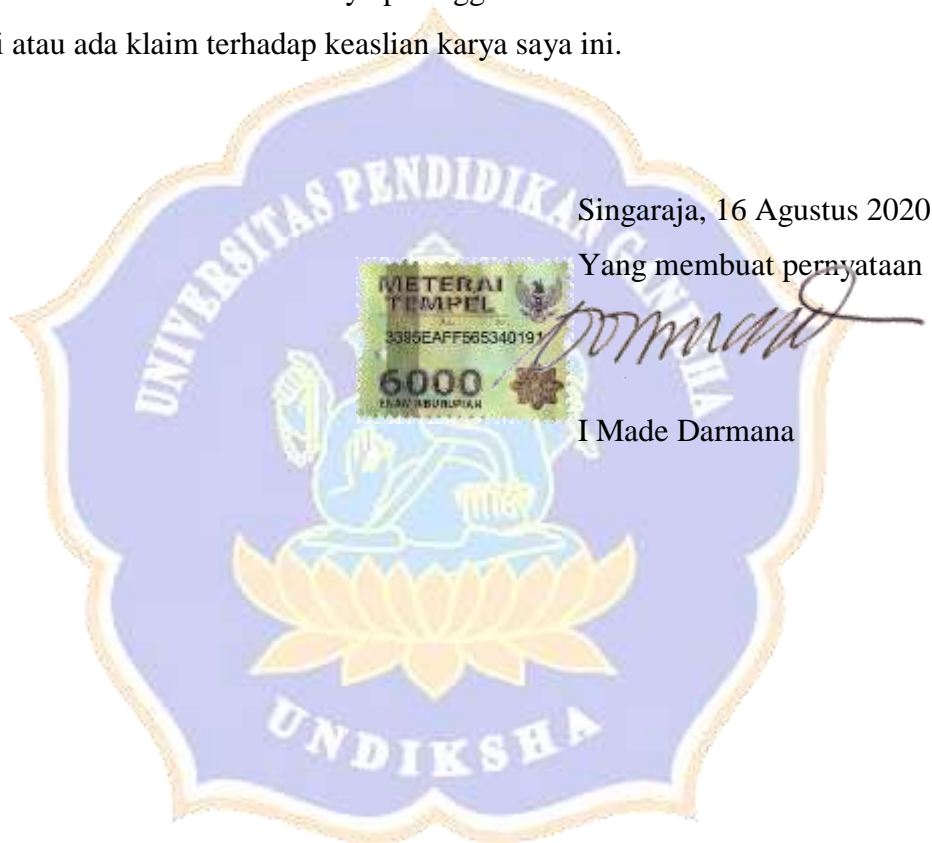 i atau ada klaim terhadap keaslian karya saya ini.
UNIVERSITAS PENDIDIKAN GANESHA
Singaraja, 16 Agustus 2020
Yang membuat pernyataan
METERAI
TEMPEL
3395EAFF565340191
6000
ENAM RIBU RUPIAH
I Made Darmana
UNDIKSHA